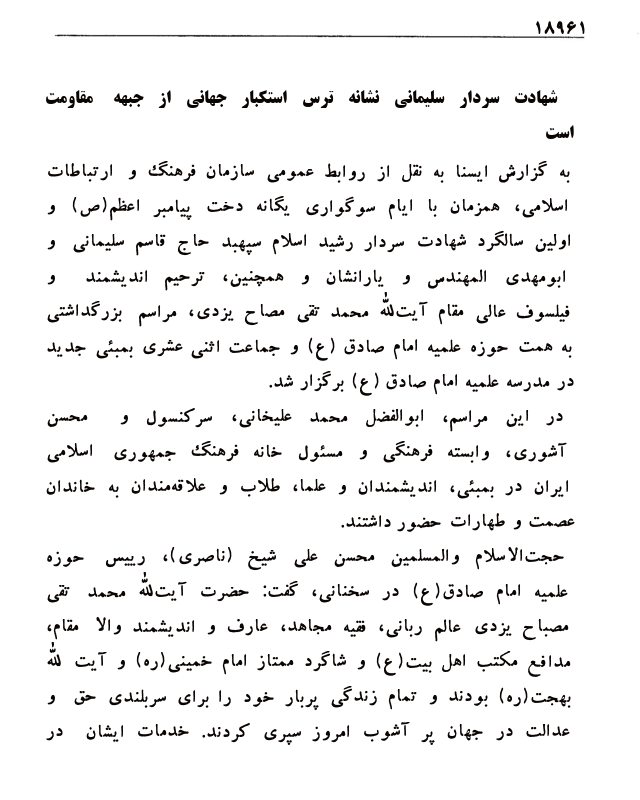 ۱۸۹۶۱
شهادت سردار سلیمانی نشانه ترس استکبار جهانی از جبهه مقاومت
است
به گزارش ایسنا به نقل از روابط عمومی سازمان فرهنگ و ارتباطات
اسلامی، همزمان با ایام سوگواری یگانه دخت پیامبر اعظم(ص) و
اولین سالگرد شهادت سردار رشید اسلام سپهبد حاج قاسم سلیمانی و
ابومهدی المهندس و یارانشان و همچنین، ترحیم اندیشمند و
فیلسوف عالی مقام آیت‌الله محمد تقی مصاح یزدی، مراسم بزرگداشتی
به همت حوزه علمیه امام صادق (ع) و جماعت اثنی عشری بمبئی جدید
در مدرسه علمیه امام صادق (ع) برگزار شد.
در این مراسم، ابوالفضل محمد علیخانی، سرکنسول و محسن
آشوری، وابسته فرهنگی و مسئول خانه فرهنگ جمهوری اسلامی
ایران در بمبئی، اندیشمندان و علما، طلاب و علاقه‌مندان به خاندان
عصمت و طهارات حضور داشتند.
حجت‌الاسلام والمسلمین محسن علی شیخ (ناصری)، رییس حوزه
علمیه امام صادق(ع) در سخنانی، گفت: حضرت آیت‌الله محمد تقی
مصباح یزدی عالم ربانی، فقیه مجاهد، عارف و اندیشمند والا مقام،
مدافع مکتب اهل بیت(ع) و شاگرد ممتاز امام خمینی(ره) و آیت الله
بهجت(ره) بودند و تمام زندگی پربار خود را برای سربلندی حق و
عدالت در جهان پر آشوب امروز سپری کردند. خدمات ایشان در